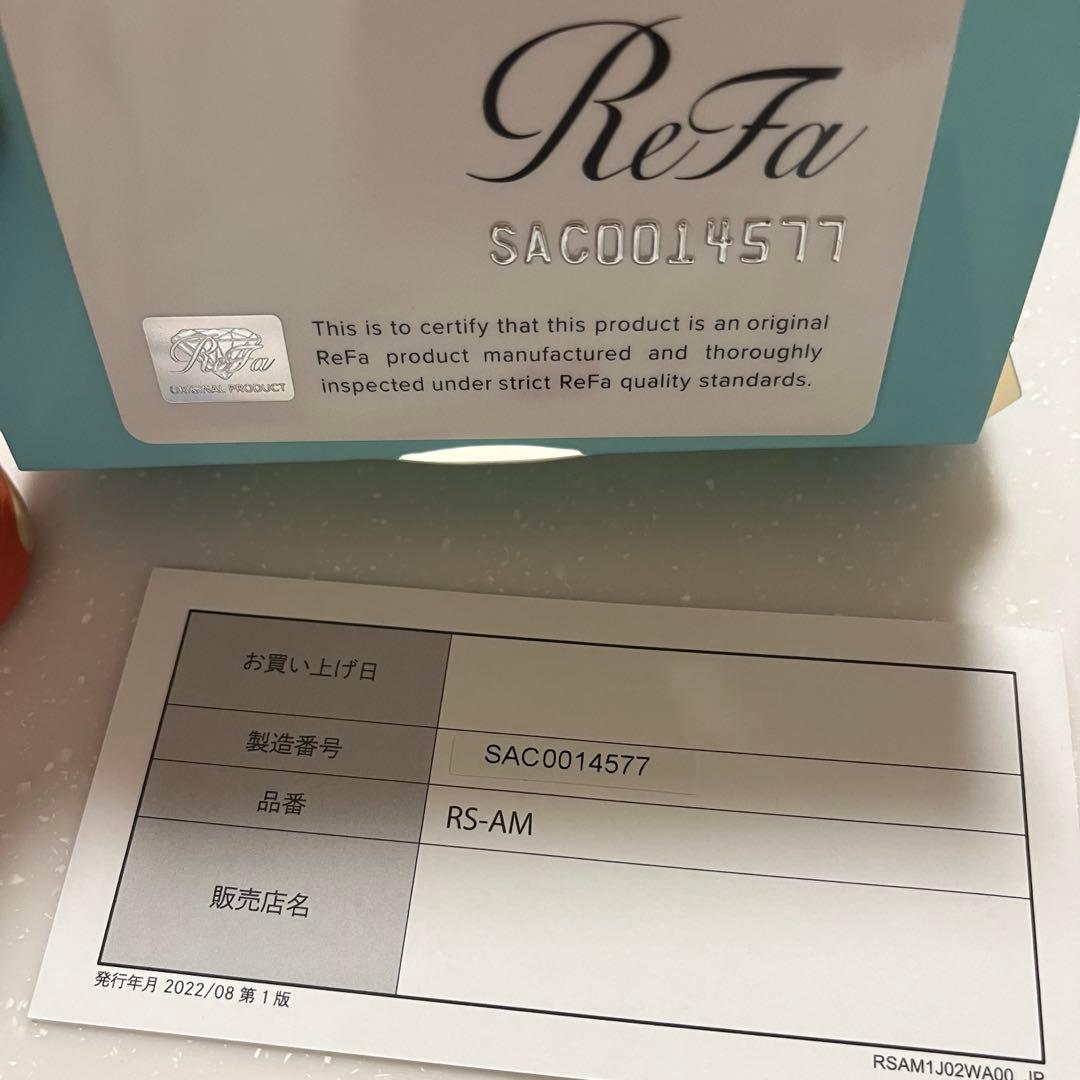 ReFa
SAC0014577
ReFa
ORIGINAL PRODUCT
This is to certify that this product is an original
ReFa product manufactured and thoroughly
inspected under strict ReFa quality standards.
お買い上げ日
製造番号 SAC0014577
品番 RS-AM
販売店名
発行年月 2022/08 第1版
RSAM1J02WA00 JP